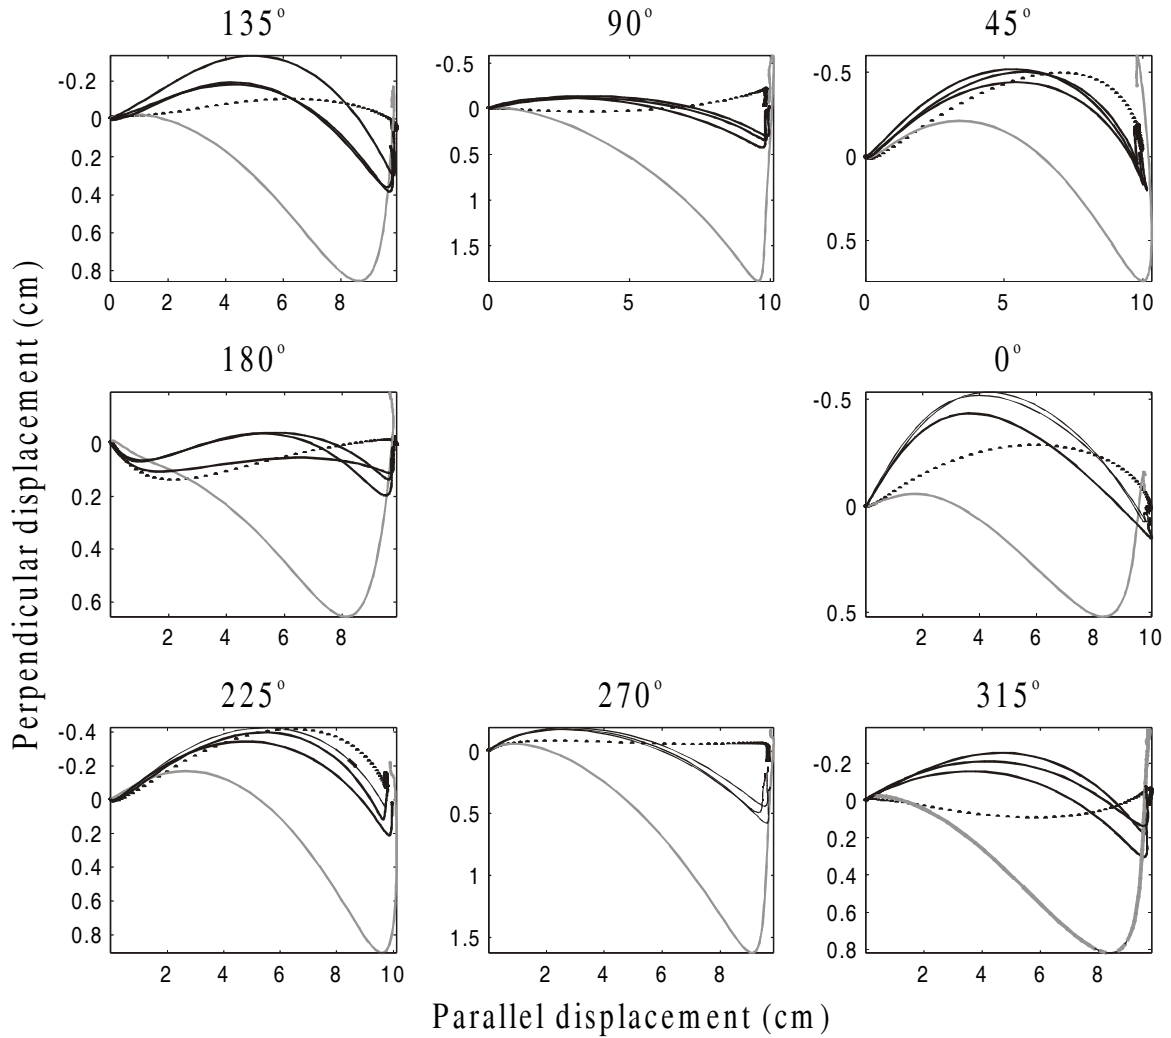 135° 90° 45°
-0.2 0 0.2 0.4 0.6 0.8
0 2 4 6 8
-0.5 0 0.5 1 1.5
0 5 10
-0.5 0 0.5
0 5 10
180° 0°
0 0.2 0.4 0.6
2 4 6 8
-0.5 0 0.5
2 4 6 8 10
225° 270° 315°
-0.4 -0.2 0 0.2 0.4 0.6 0.8
2 4 6 8 10
0 0.5 1 1.5
2 4 6 8
-0.2 0 0.2 0.4 0.6 0.8
2 4 6 8
Perpendicular displacement (cm)
Parallel displacement (cm)